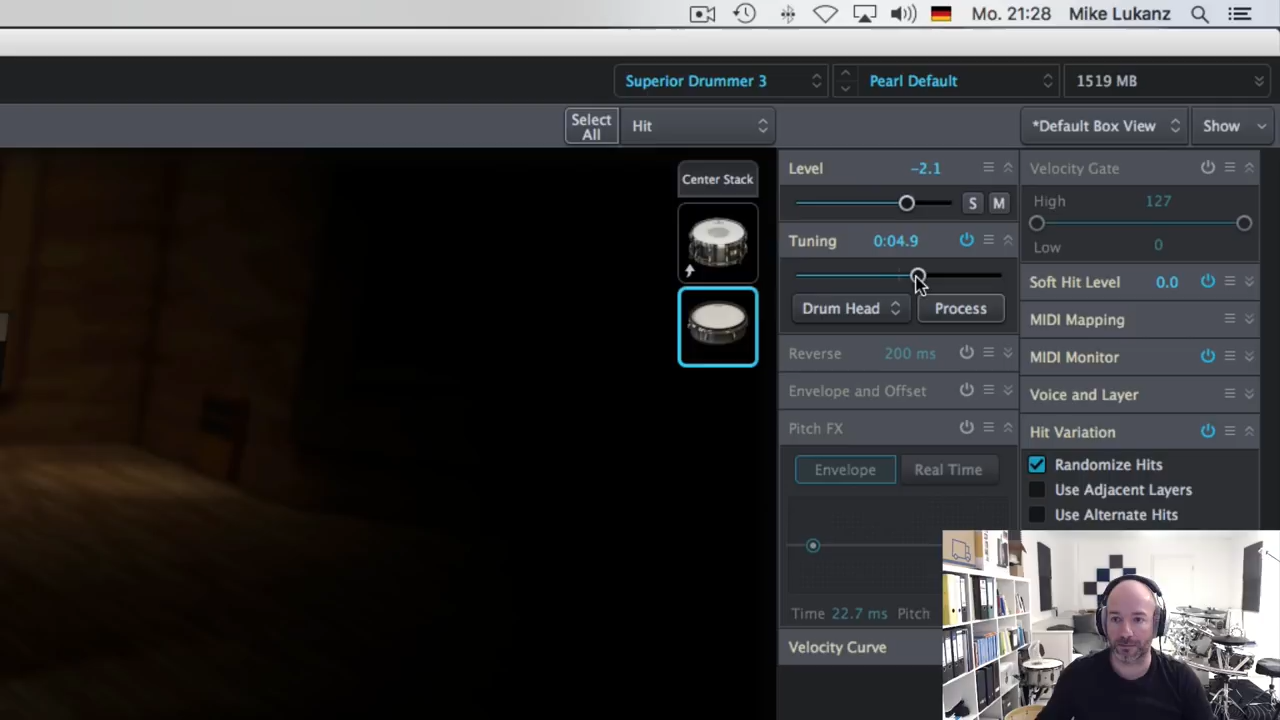 Mo. 21:28 Mike Lukanz
Superior Drummer 3 Pearl Default 1519 MB
Select All Hit *Default Box View Show
Center Stack
Level -2.1
S M
Tuning 0:04.9
Drum Head Process
Reverse 200 ms
Envelope and Offset
Pitch FX
Envelope Real Time
Time 22.7 ms Pitch
Velocity Curve
Velocity Gate
High 127
Low 0
Soft Hit Level 0.0
MIDI Mapping
MIDI Monitor
Voice and Layer
Hit Variation
Randomize Hits
Use Adjacent Layers
Use Alternate Hits